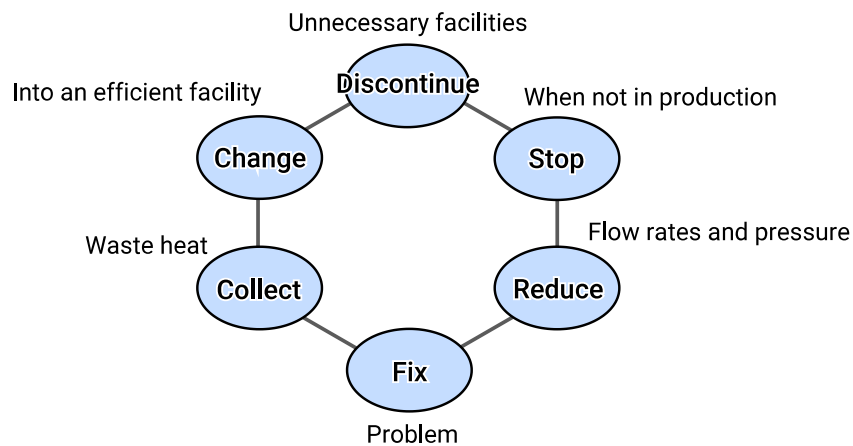 Unnecessary facilities
Discontinue
Into an efficient facility
When not in production
Change
Stop
Waste heat
Flow rates and pressure
Collect
Reduce
Fix
Problem